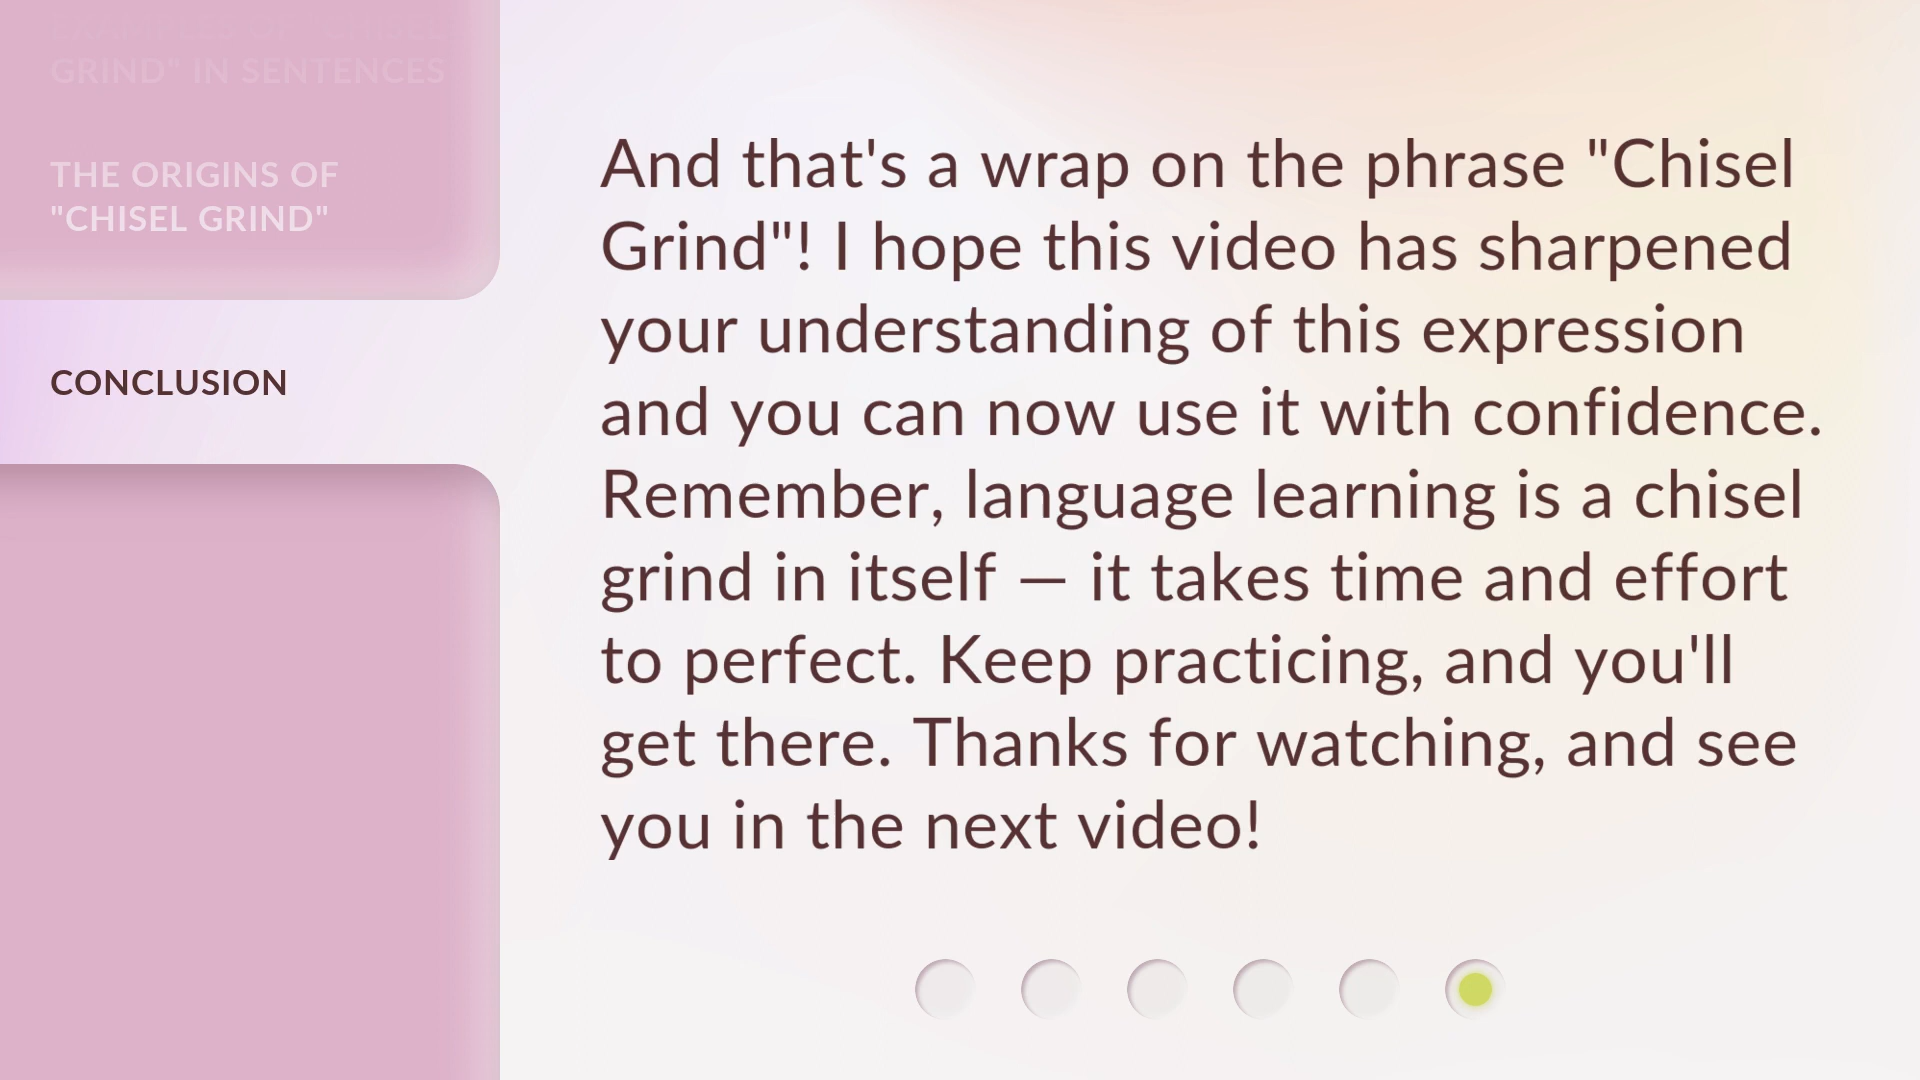 EXAMPLES OF "CHISEL
GRIND" IN SENTENCES
THE ORIGINS OF
"CHISEL GRIND"
CONCLUSION
And that's a wrap on the phrase "Chisel
Grind"! I hope this video has sharpened
your understanding of this expression
and you can now use it with confidence.
Remember, language learning is a chisel
grind in itself — it takes time and effort
to perfect. Keep practicing, and you'll
get there. Thanks for watching, and see
you in the next video!